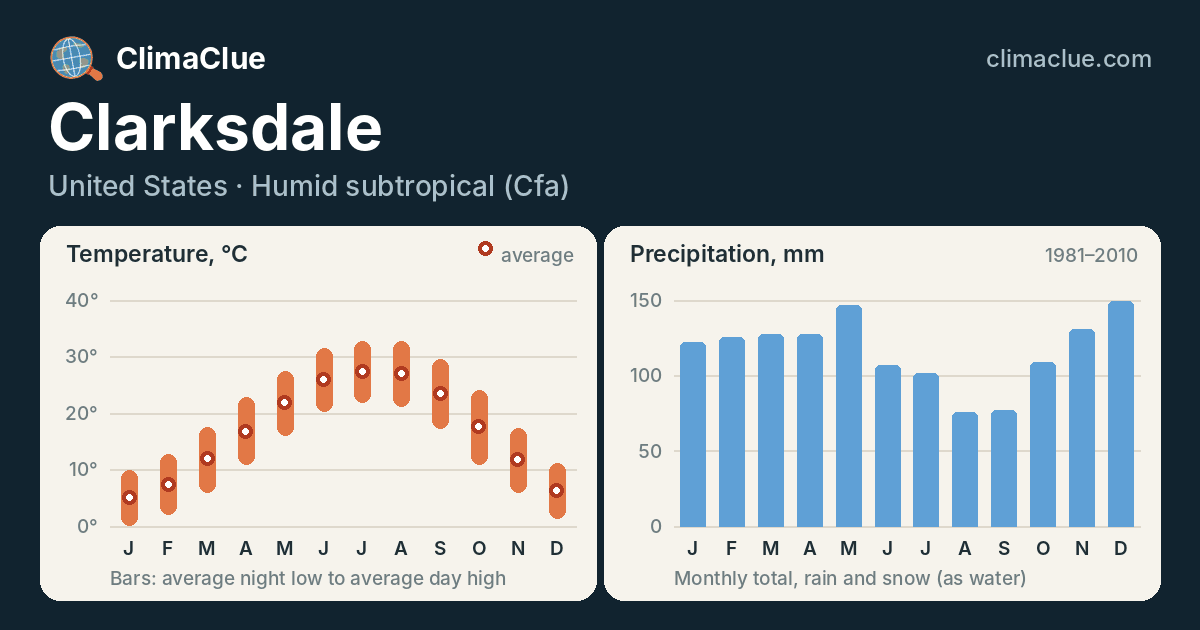 ClimaClue
climaclue.com
Clarksdale
United States · Humid subtropical (Cfa)
Temperature, °C
average
40°
30°
20°
10°
0°
J F M A M J J A S O N D
Bars: average night low to average day high
Precipitation, mm
1981–2010
150
100
50
0
J F M A M J J A S O N D
Monthly total, rain and snow (as water)